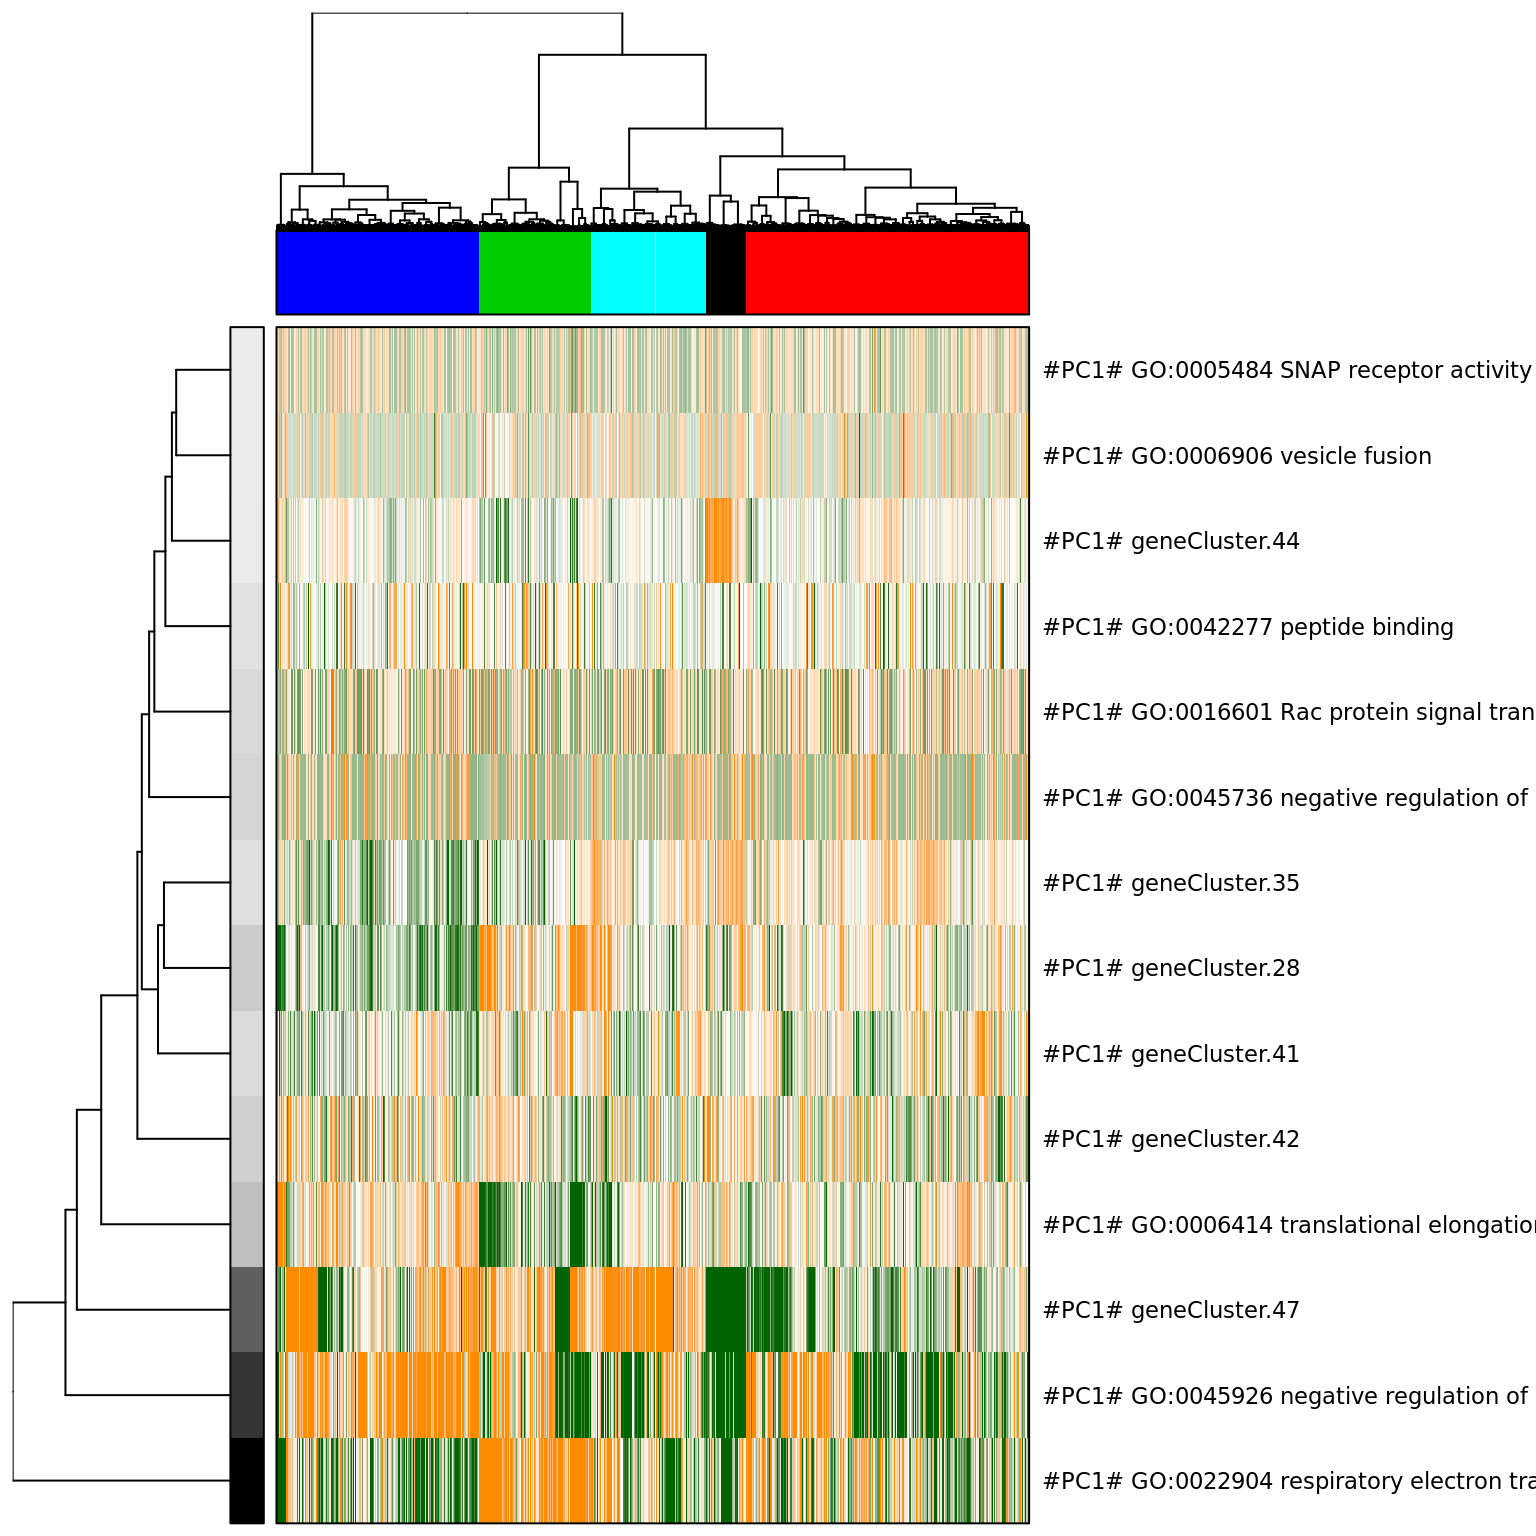 #PC1# GO:0005484 SNAP receptor activity
#PC1# GO:0006906 vesicle fusion
#PC1# geneCluster.44
#PC1# GO:0042277 peptide binding
#PC1# GO:0016601 Rac protein signal tran
#PC1# GO:0045736 negative regulation of
#PC1# geneCluster.35
#PC1# geneCluster.28
#PC1# geneCluster.41
#PC1# geneCluster.42
#PC1# GO:0006414 translational elongation
#PC1# geneCluster.47
#PC1# GO:0045926 negative regulation of
#PC1# GO:0022904 respiratory electron tra